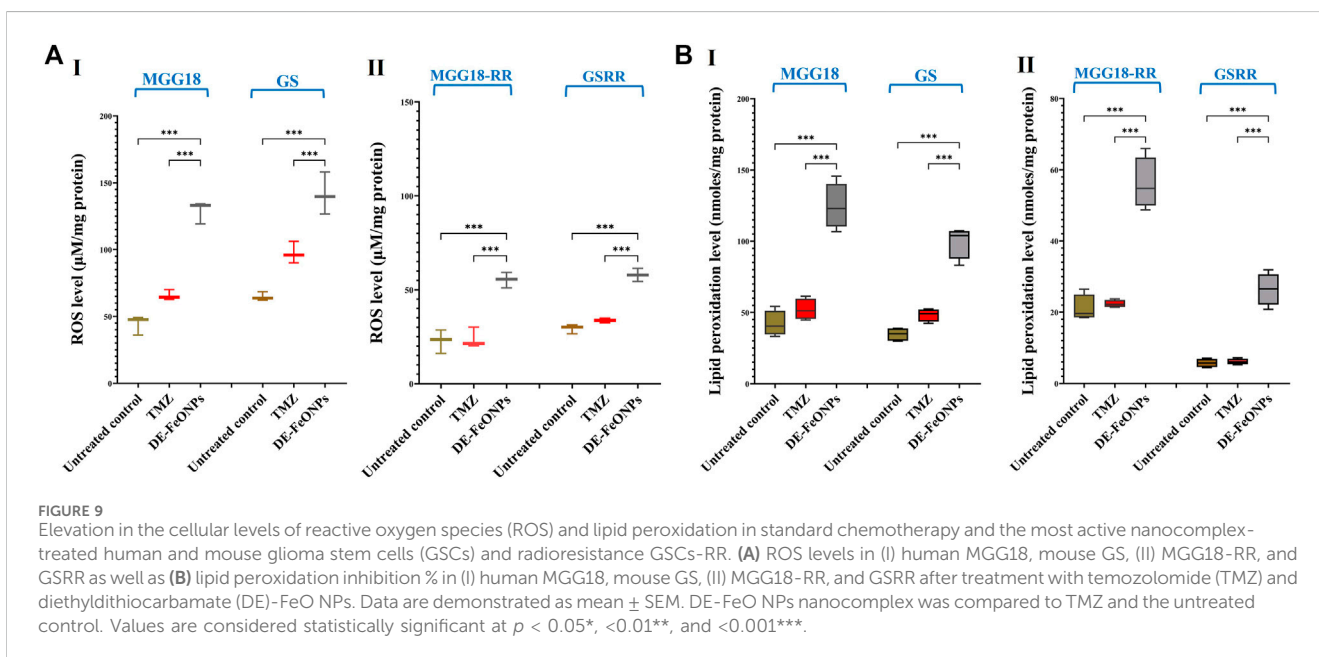 A
I
MGG18
GS
ROS level (µM/mg protein)
200
150
100
50
0
***
***
***
***
Untreated control
TMZ
DE-FeONPs
Untreated control
TMZ
DE-FeONPs
II
MGG18-RR
GSRR
ROS level (µM/mg protein)
150
100
50
0
***
***
***
***
Untreated control
TMZ
DE-FeONPs
Untreated control
TMZ
DE-FeONPs
B
I
MGG18
GS
Lipid peroxidation level (nmoles/mg protein)
200
150
100
50
0
***
***
***
***
Untreated control
TMZ
DE-FeONPs
Untreated control
TMZ
DE-FeONPs
II
MGG18-RR
GSRR
Lipid peroxidation level (nmoles/mg protein)
80
60
40
20
0
***
***
***
***
Untreated control
TMZ
DE-FeONPs
Untreated control
TMZ
DE-FeONPs
FIGURE 9
Elevation in the cellular levels of reactive oxygen species (ROS) and lipid peroxidation in standard chemotherapy and the most active nanocomplex-
treated human and mouse glioma stem cells (GSCs) and radioresistance GSCs-RR. (A) ROS levels in (I) human MGG18, mouse GS, (II) MGG18-RR, and
GSRR as well as (B) lipid peroxidation inhibition % in (I) human MGG18, mouse GS, (II) MGG18-RR, and GSRR after treatment with temozolomide (TMZ) and
diethyldithiocarbamate (DE)-FeO NPs. Data are demonstrated as mean ± SEM. DE-FeO NPs nanocomplex was compared to TMZ and the untreated
control. Values are considered statistically significant at p < 0.05*, <0.01**, and <0.001***.